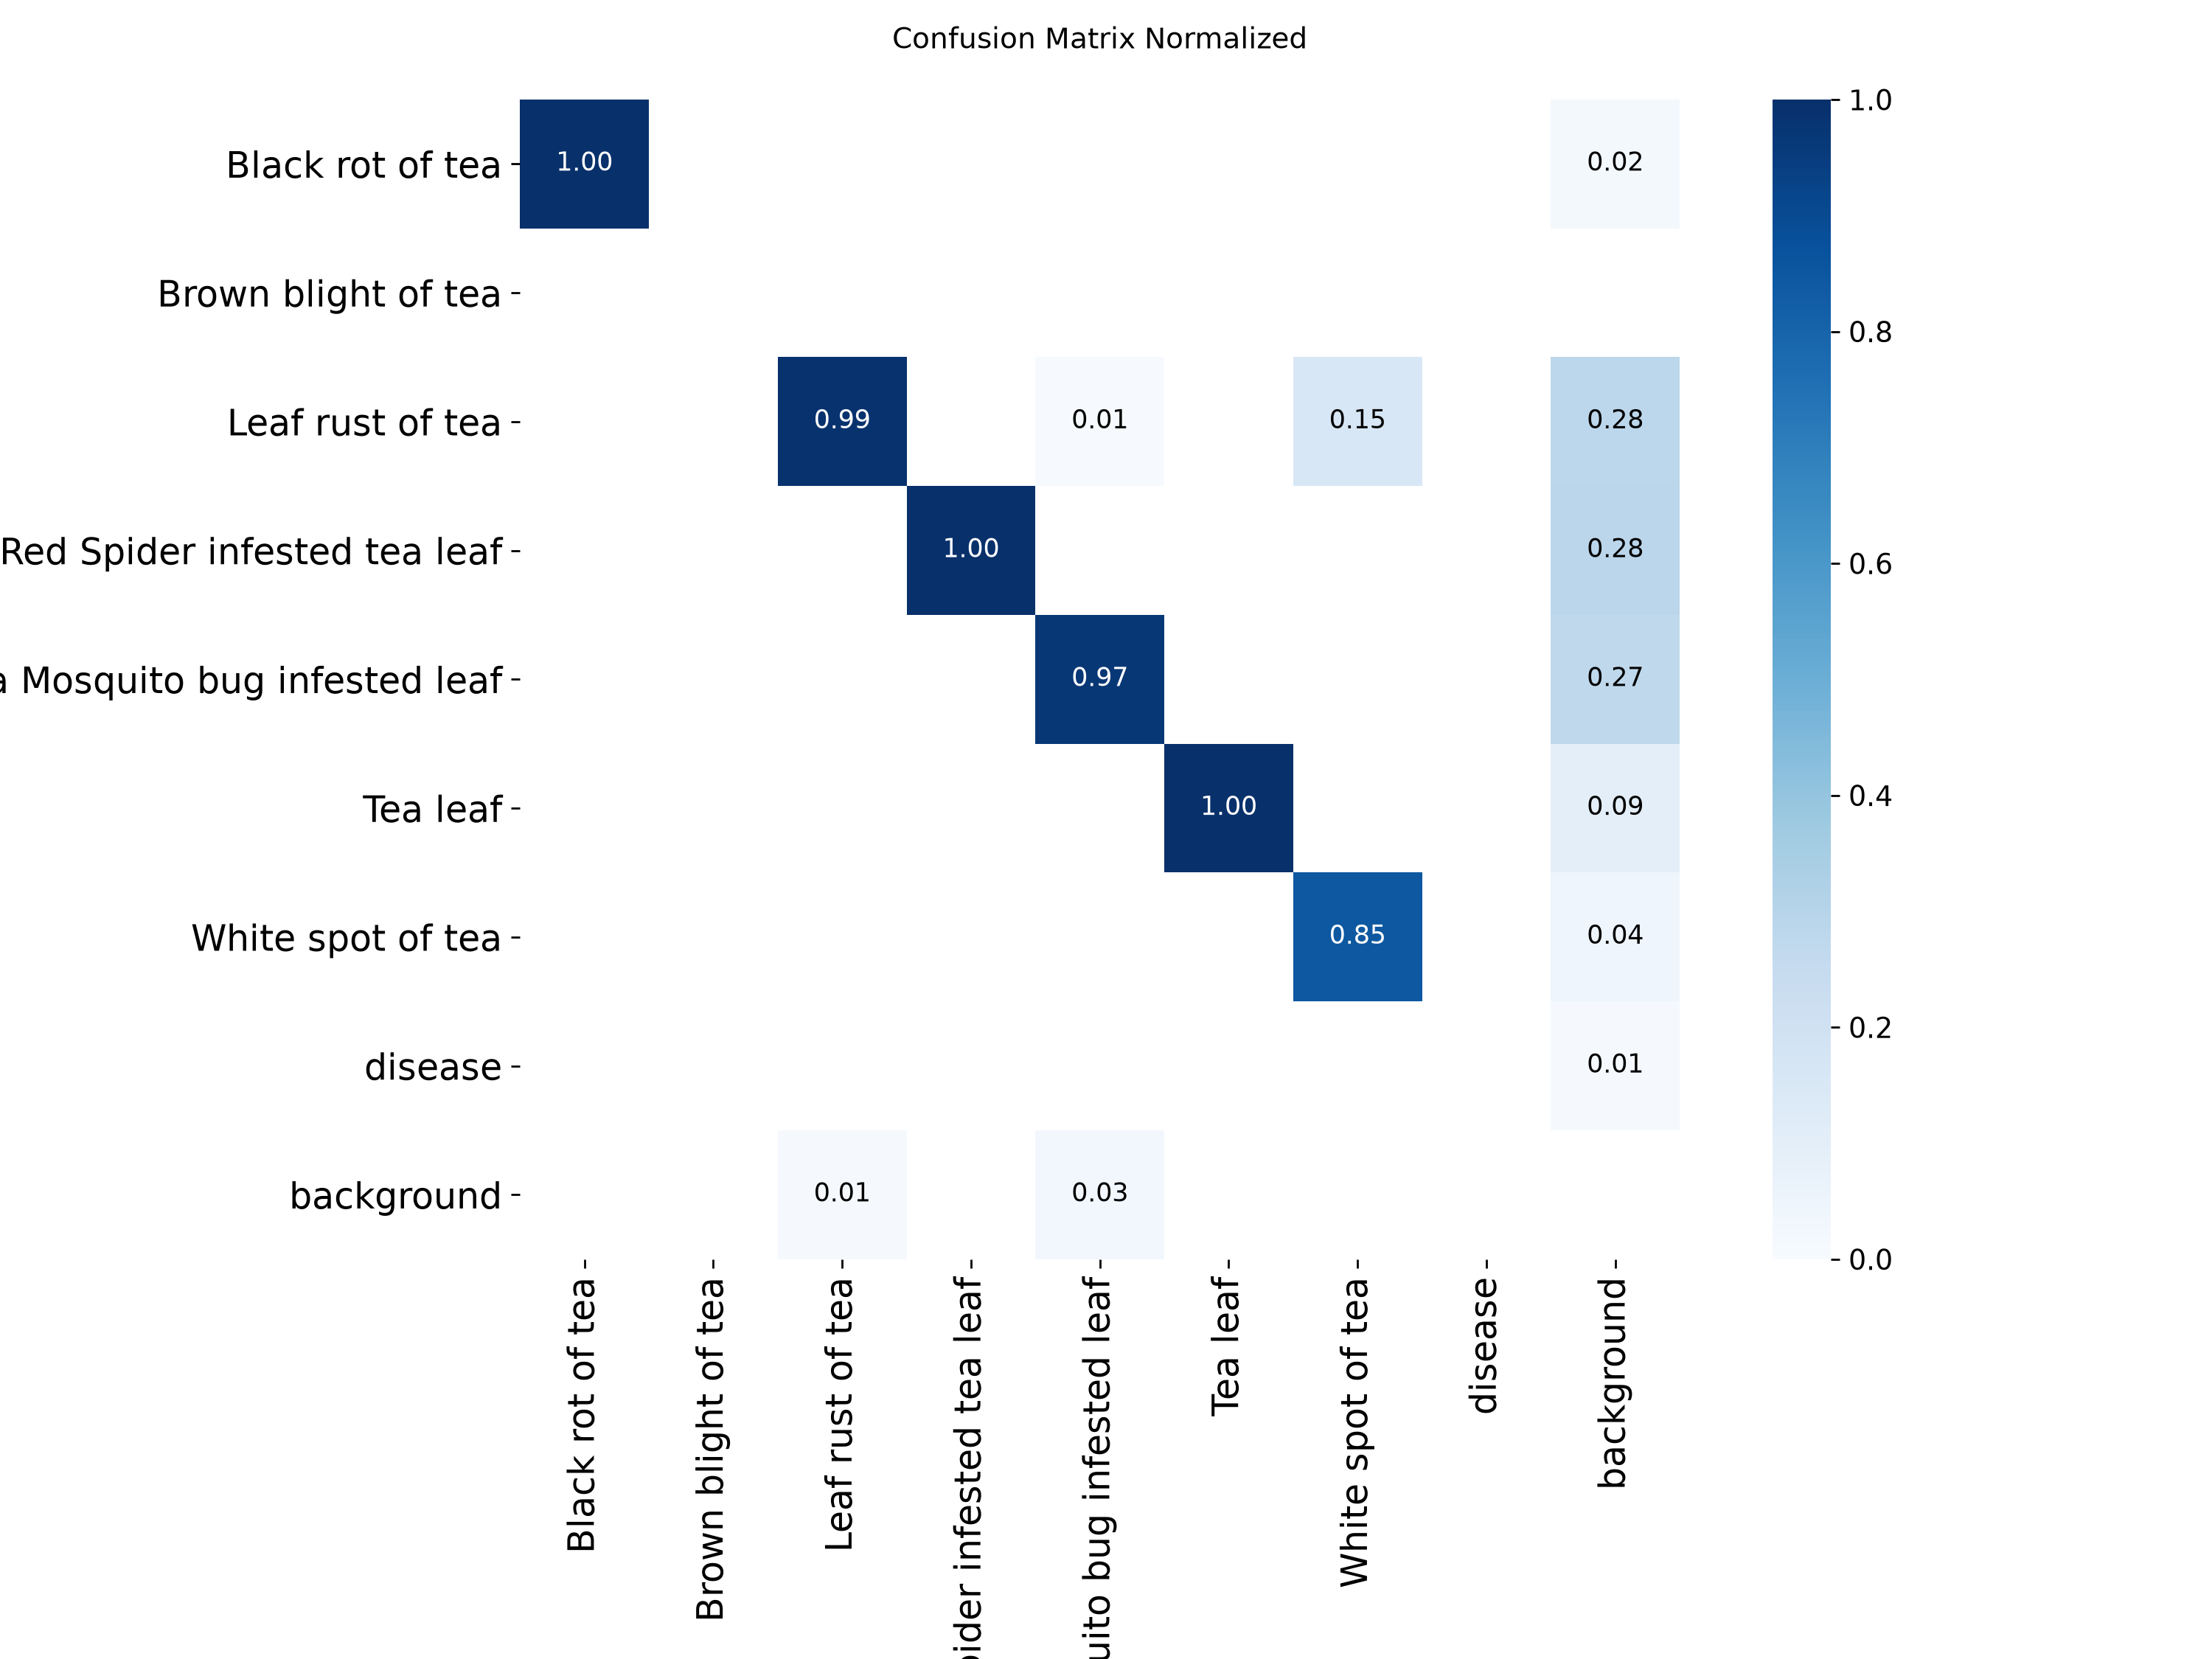 Confusion Matrix Normalized
Black rot of tea
1.00
0.02
1.0
Brown blight of tea
0.8
Leaf rust of tea
0.99
0.01
0.15
0.28
Red Spider infested tea leaf
1.00
0.28
0.6
Mosquito bug infested leaf
0.97
0.27
Tea leaf
1.00
0.09
0.4
White spot of tea
0.85
0.04
disease
0.01
0.2
background
0.01
0.03
0.0
Black rot of tea
Brown blight of tea
Leaf rust of tea
infested tea leaf
bug infested leaf
Tea leaf
White spot of tea
disease
background